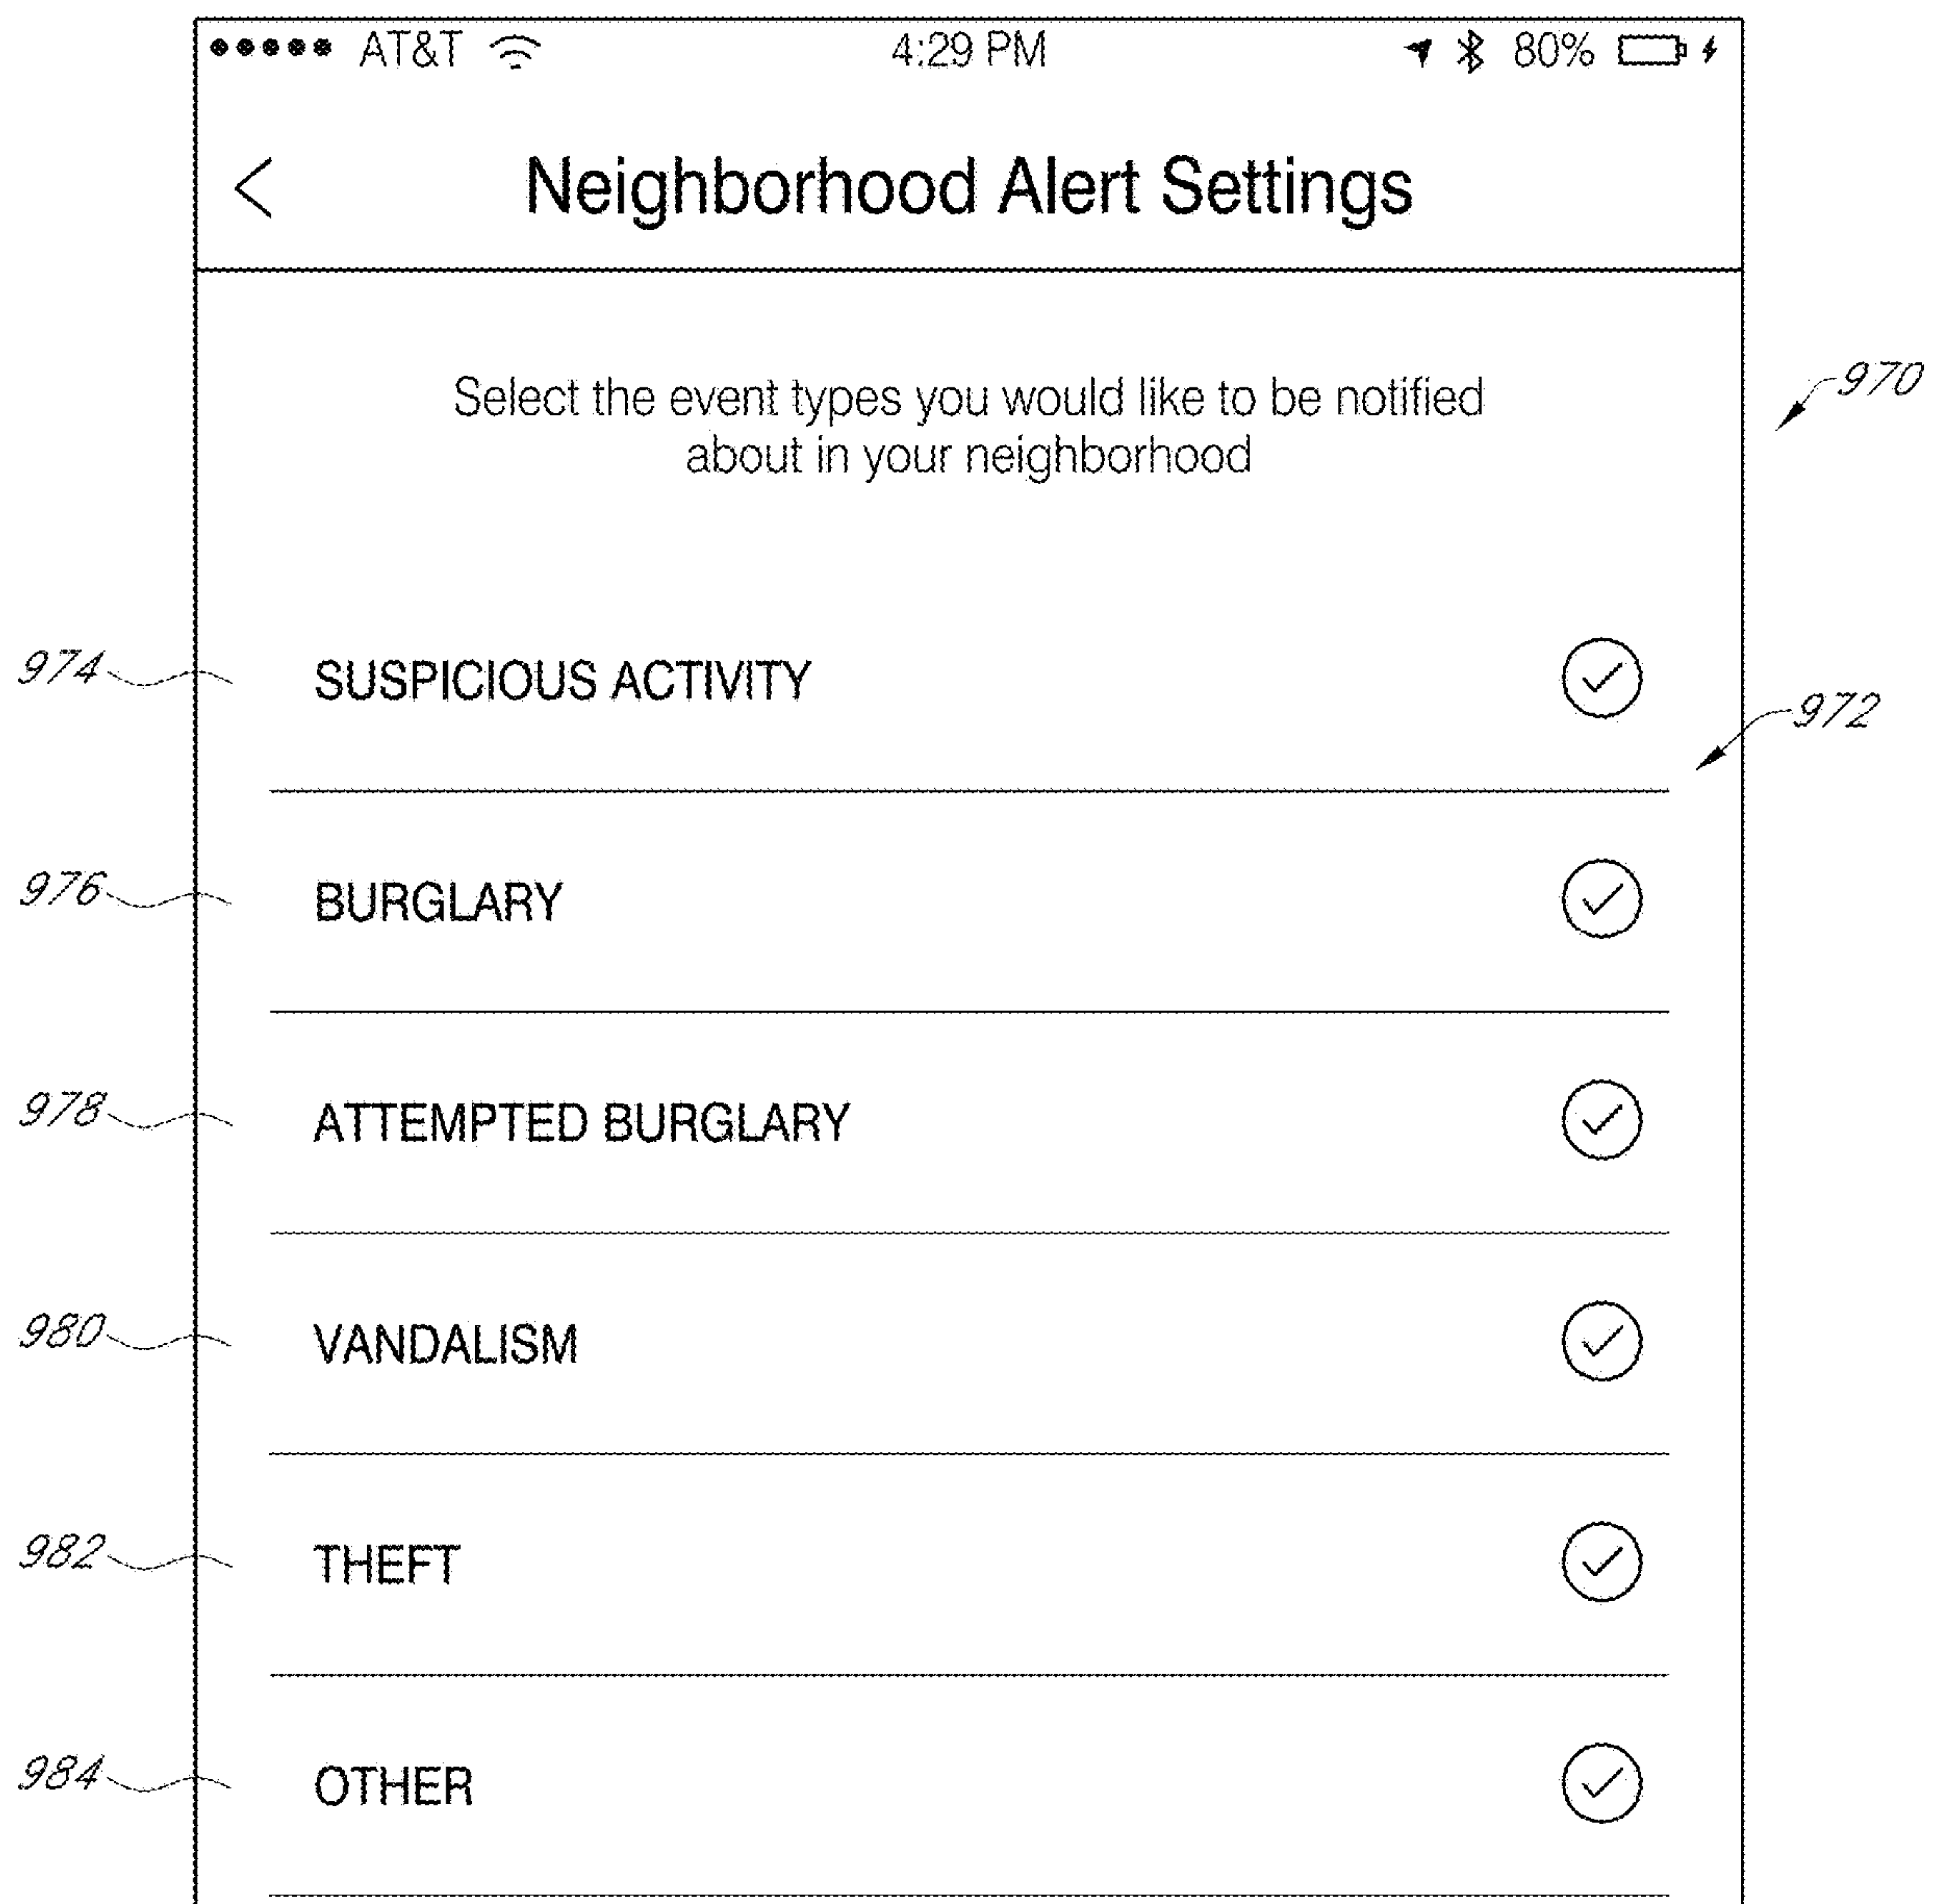 AT&T 4:29 PM 80%
< Neighborhood Alert Settings
Select the event types you would like to be notified
about in your neighborhood
970
974 SUSPICIOUS ACTIVITY
972
976 BURGLARY
978 ATTEMPTED BURGLARY
980 VANDALISM
982 THEFT
984 OTHER